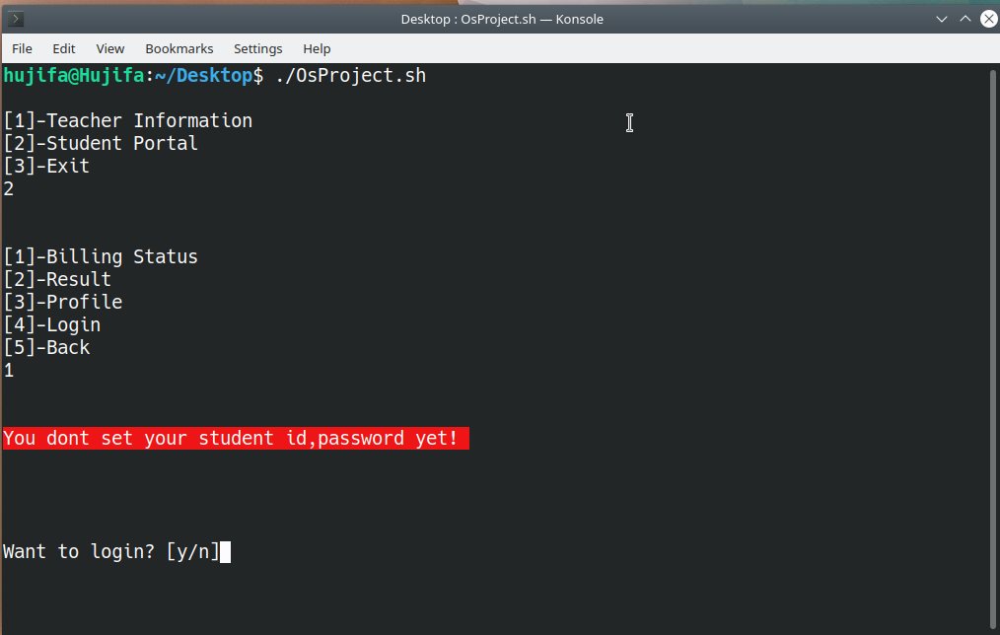 Desktop : OsProject.sh — Konsole
File Edit View Bookmarks Settings Help
hujifa@Hujifa:~/Desktop$ ./OsProject.sh
[1]-Teacher Information
[2]-Student Portal
[3]-Exit
2
[1]-Billing Status
[2]-Result
[3]-Profile
[4]-Login
[5]-Back
1
You dont set your student id,password yet!
Want to login? [y/n]